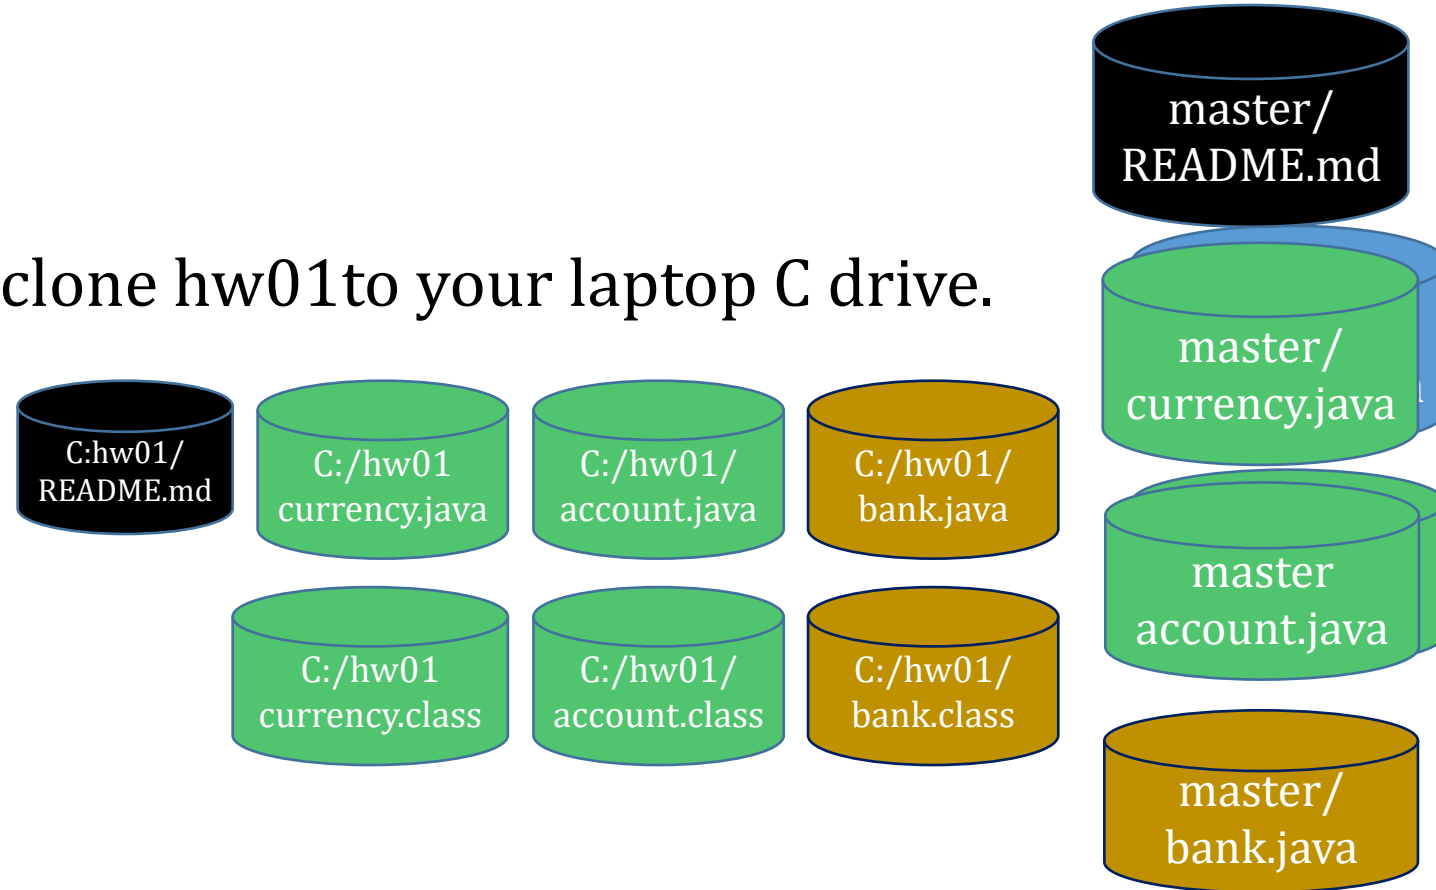 master/
README.md
clone hw01to your laptop C drive.
master/
currency.java
C:hw01/
README.md
C:/hw01
currency.java
C:/hw01/
account.java
C:/hw01/
bank.java
master
account.java
C:/hw01
currency.class
C:/hw01/
account.class
C:/hw01/
bank.class
master/
bank.java